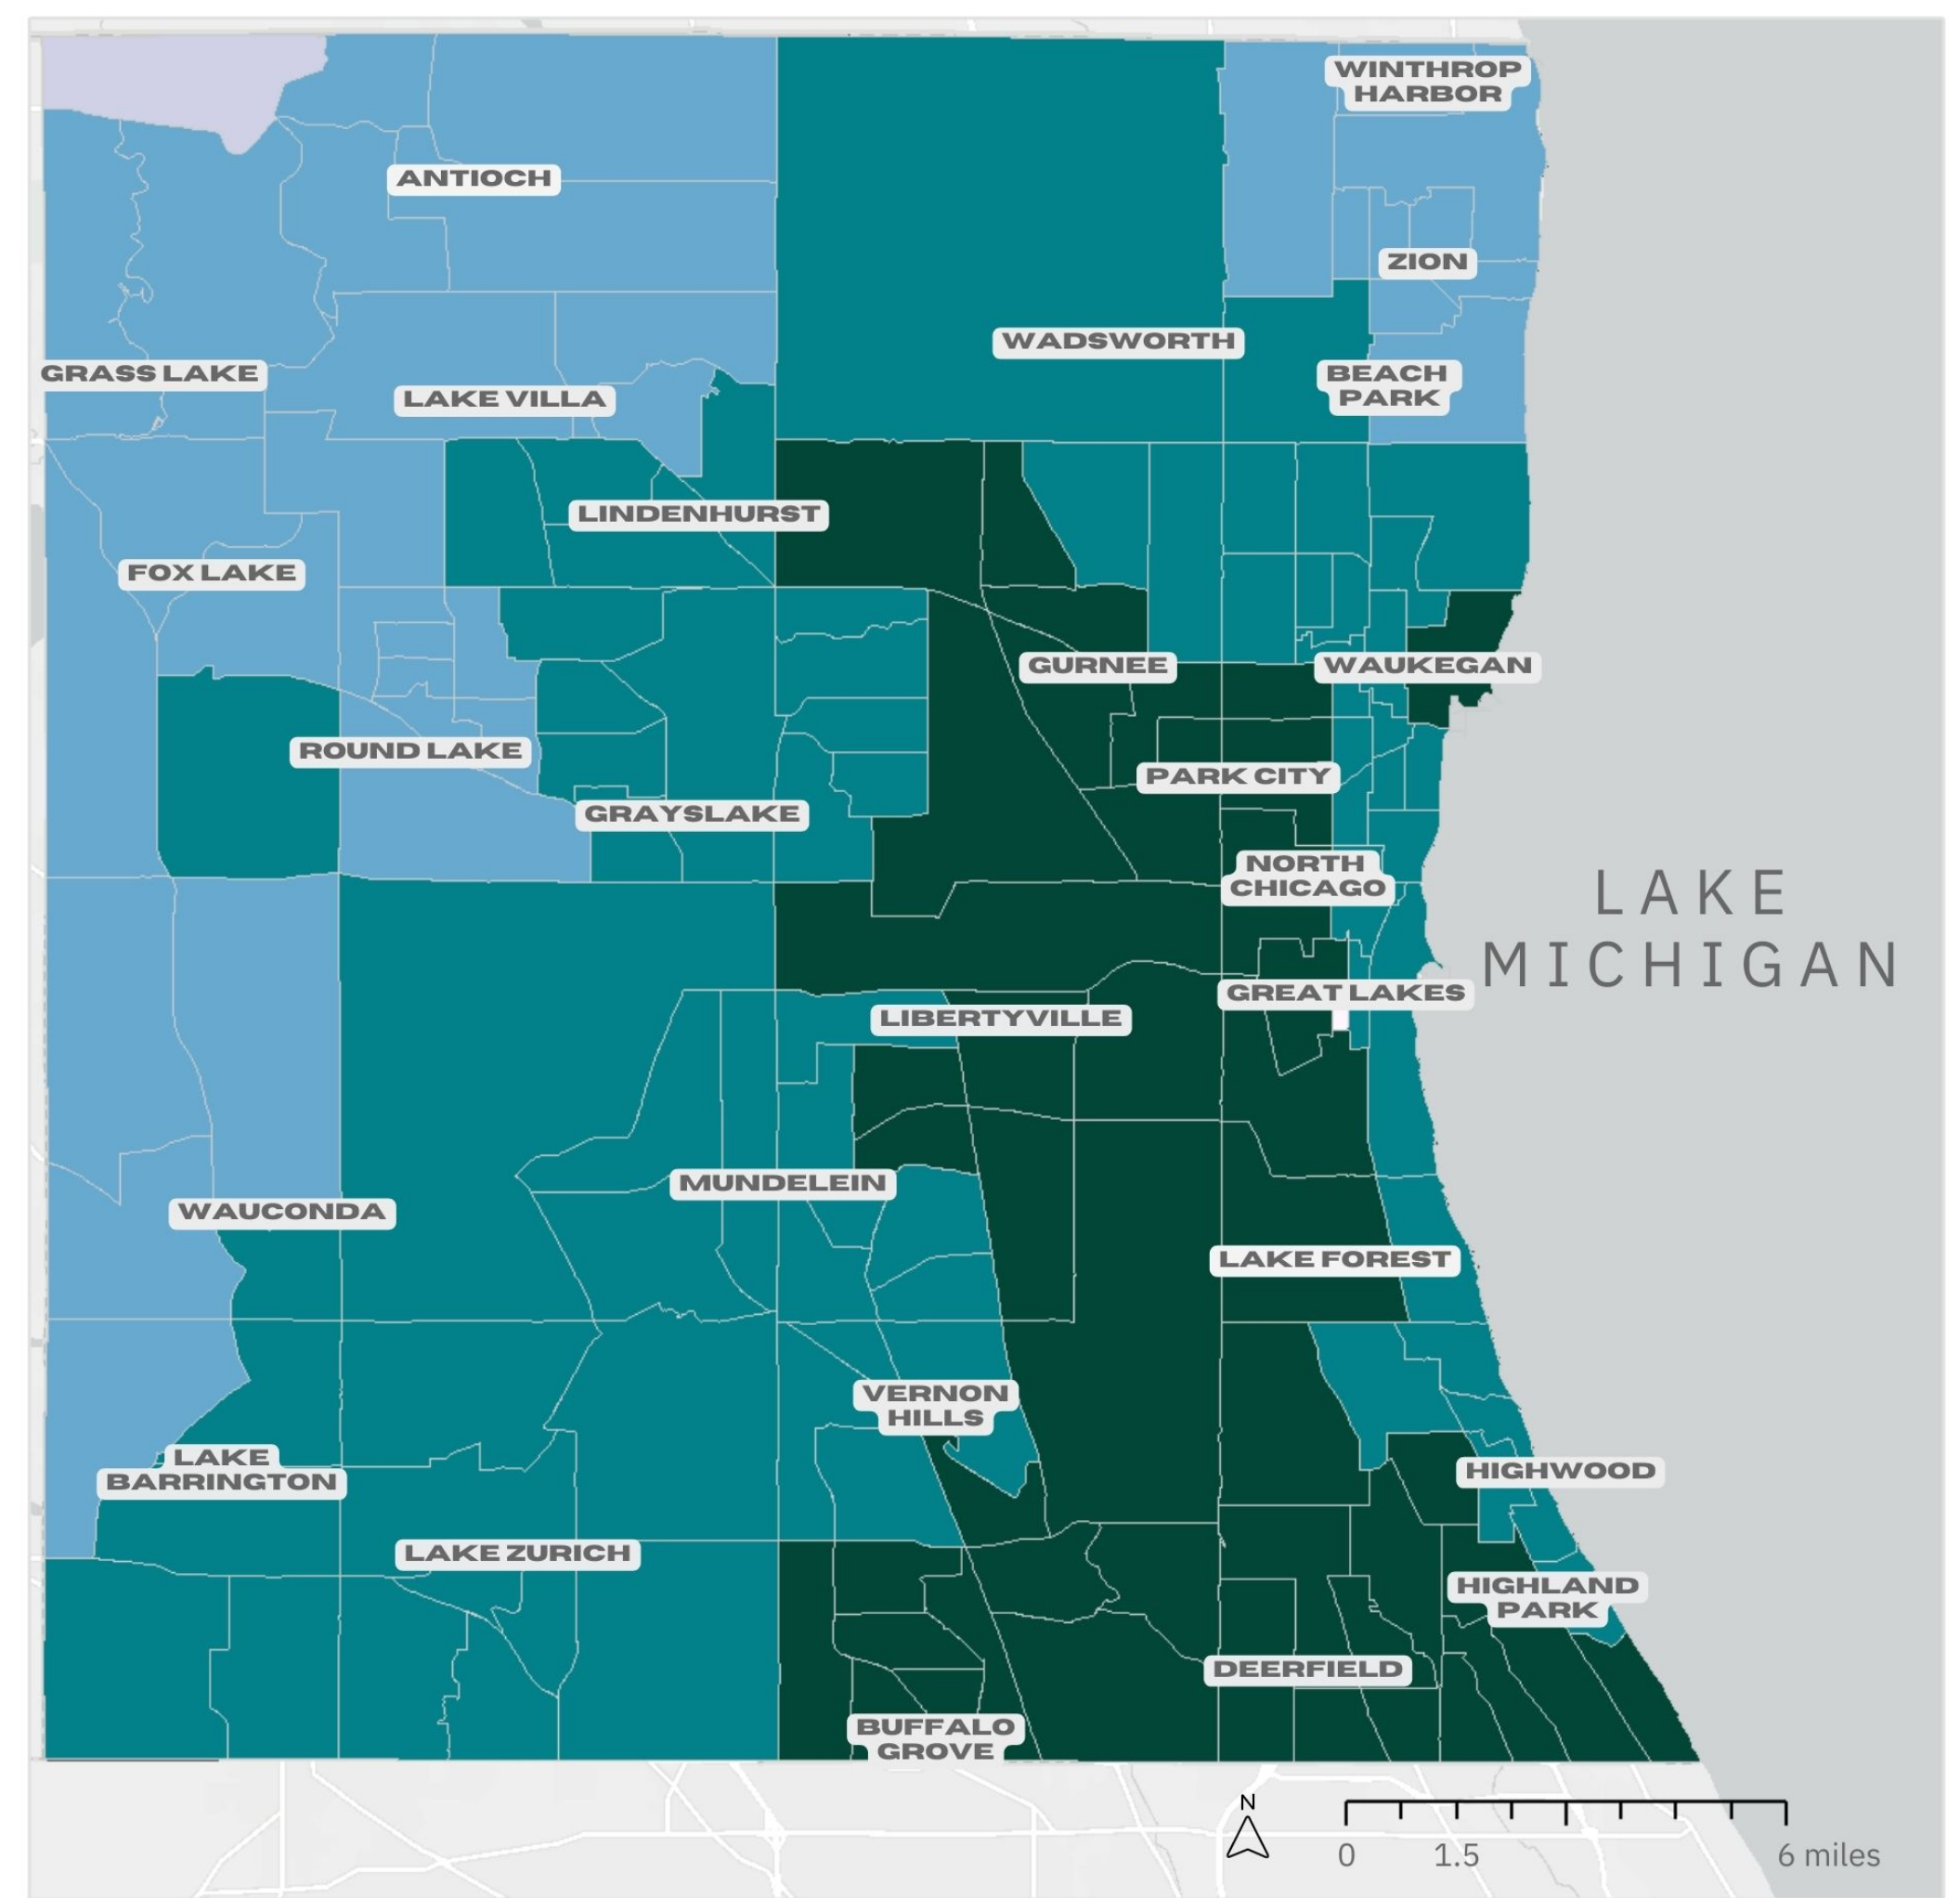 WINTHROP
HARBOR
ANTIOCH
ZION
WADSWORTH
GRASS LAKE
BEACH
PARK
LAKE VILLA
LINDENHURST
FOX LAKE
GURNEE
WAUKEGAN
ROUND LAKE
PARK CITY
GRAYSLAKE
NORTH
CHICAGO
LAKE
MICHIGAN
GREAT LAKES
LIBERTYVILLE
MUNDELEIN
WAUCONDA
LAKE FOREST
VERNON
HILLS
LAKE
BARRINGTON
HIGHWOOD
LAKE ZURICH
HIGHLAND
PARK
DEERFIELD
BUFFALO
GROVE
N
0 1.5 6 miles